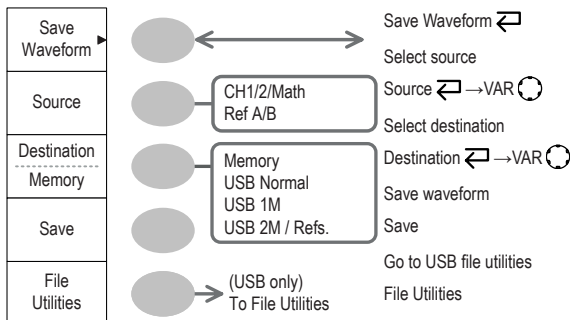 Save
Waveform
Source
Destination
Memory
Save
File
Utilities
CH1/2/Math
Ref A/B
Memory
USB Normal
USB 1M
USB 2M / Refs.
(USB only)
To File Utilities
Save Waveform
Select source
Source →VAR
Select destination
Destination →VAR
Save waveform
Save
Go to USB file utilities
File Utilities